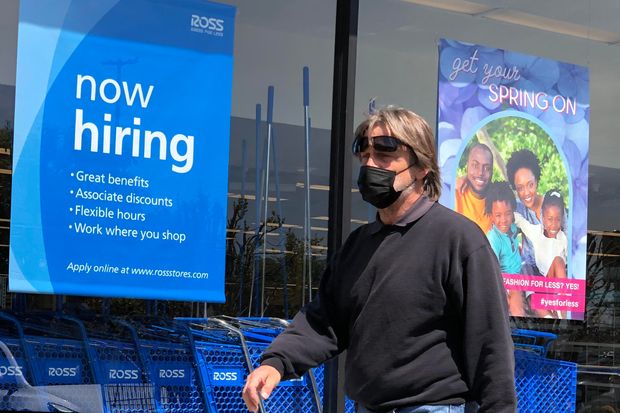 ROSS
DRESS FOR LESS
now
hiring
• Great benefits
• Associate discounts
• Flexible hours
• Work where you shop
Apply online at www.rossstores.com
get your
SPRING ON
FASHION FOR LESS? YES!
#yesforless
ROSS
ROSS
ROSS
ROSS